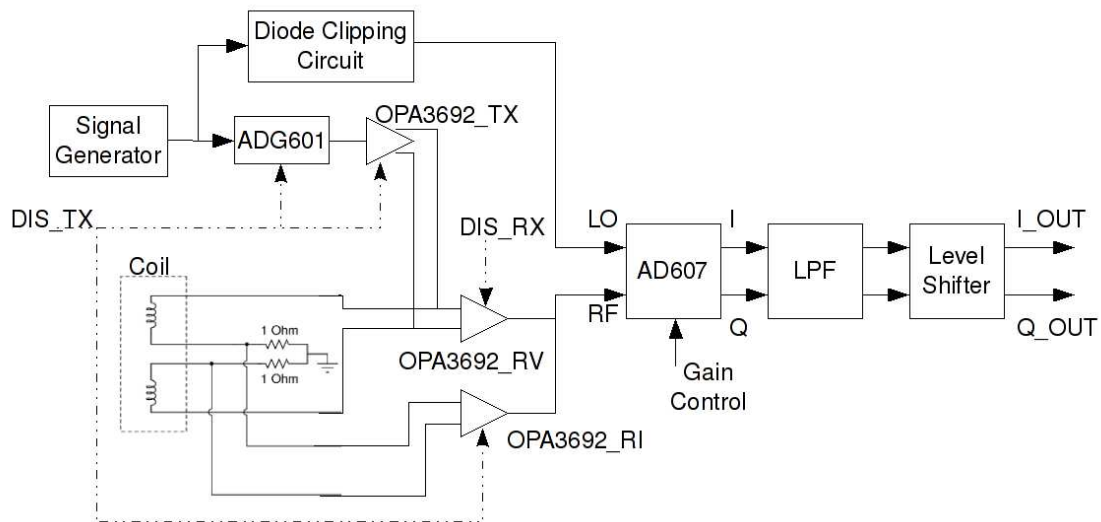 Diode Clipping
Circuit
OPA3692_TX
Signal
Generator
ADG601
DIS_TX
DIS_RX
LO
I
I_OUT
Coil
AD607
LPF
Level
Shifter
RF
Q
Q_OUT
1 Ohm
1 Ohm
OPA3692_RV
Gain
Control
OPA3692_RI